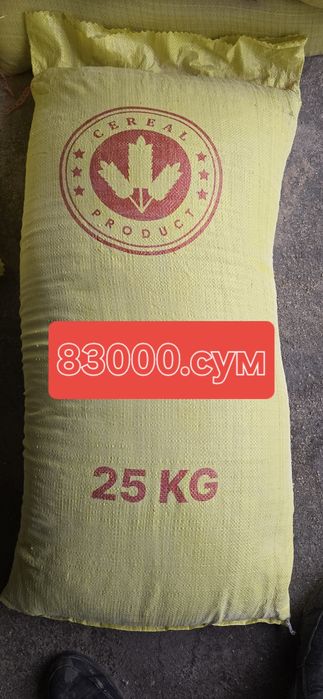 CEREAL
PRODUCT
83000.сум
25 KG